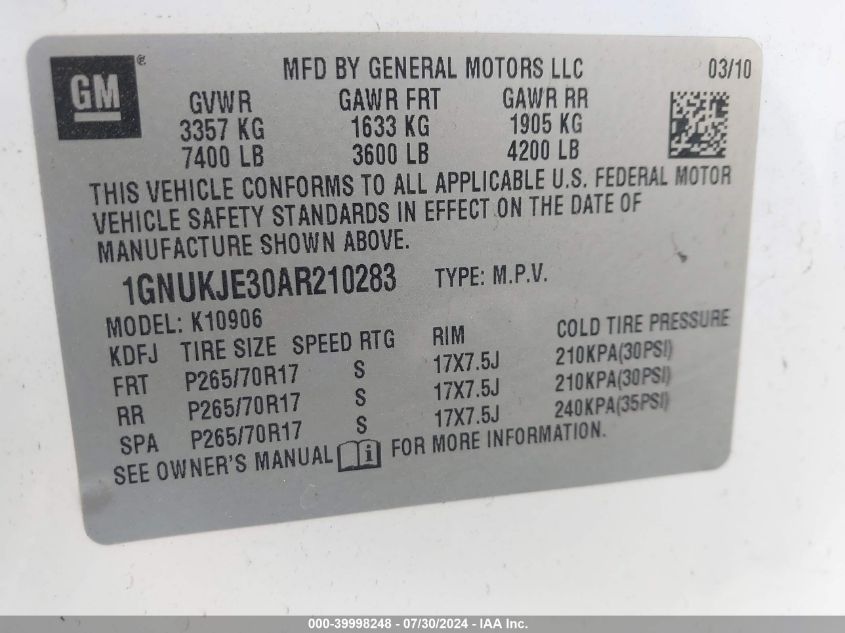 GM®
MFD BY GENERAL MOTORS LLC 03/10
GVWR GAWR FRT GAWR RR
3357 KG 1633 KG 1905 KG
7400 LB 3600 LB 4200 LB
THIS VEHICLE CONFORMS TO ALL APPLICABLE U.S. FEDERAL MOTOR
VEHICLE SAFETY STANDARDS IN EFFECT ON THE DATE OF
MANUFACTURE SHOWN ABOVE.
1GNUKJE30AR210283 TYPE: M.P.V.
MODEL: K10906
KDFJ TIRE SIZE SPEED RTG RIM COLD TIRE PRESSURE
FRT P265/70R17 S 17X7.5J 210KPA(30PSI)
RR P265/70R17 S 17X7.5J 210KPA(30PSI)
SPA P265/70R17 S 17X7.5J 240KPA(35PSI)
SEE OWNER'S MANUAL i FOR MORE INFORMATION.
000-39998248 - 07/30/2024 - IAA Inc.